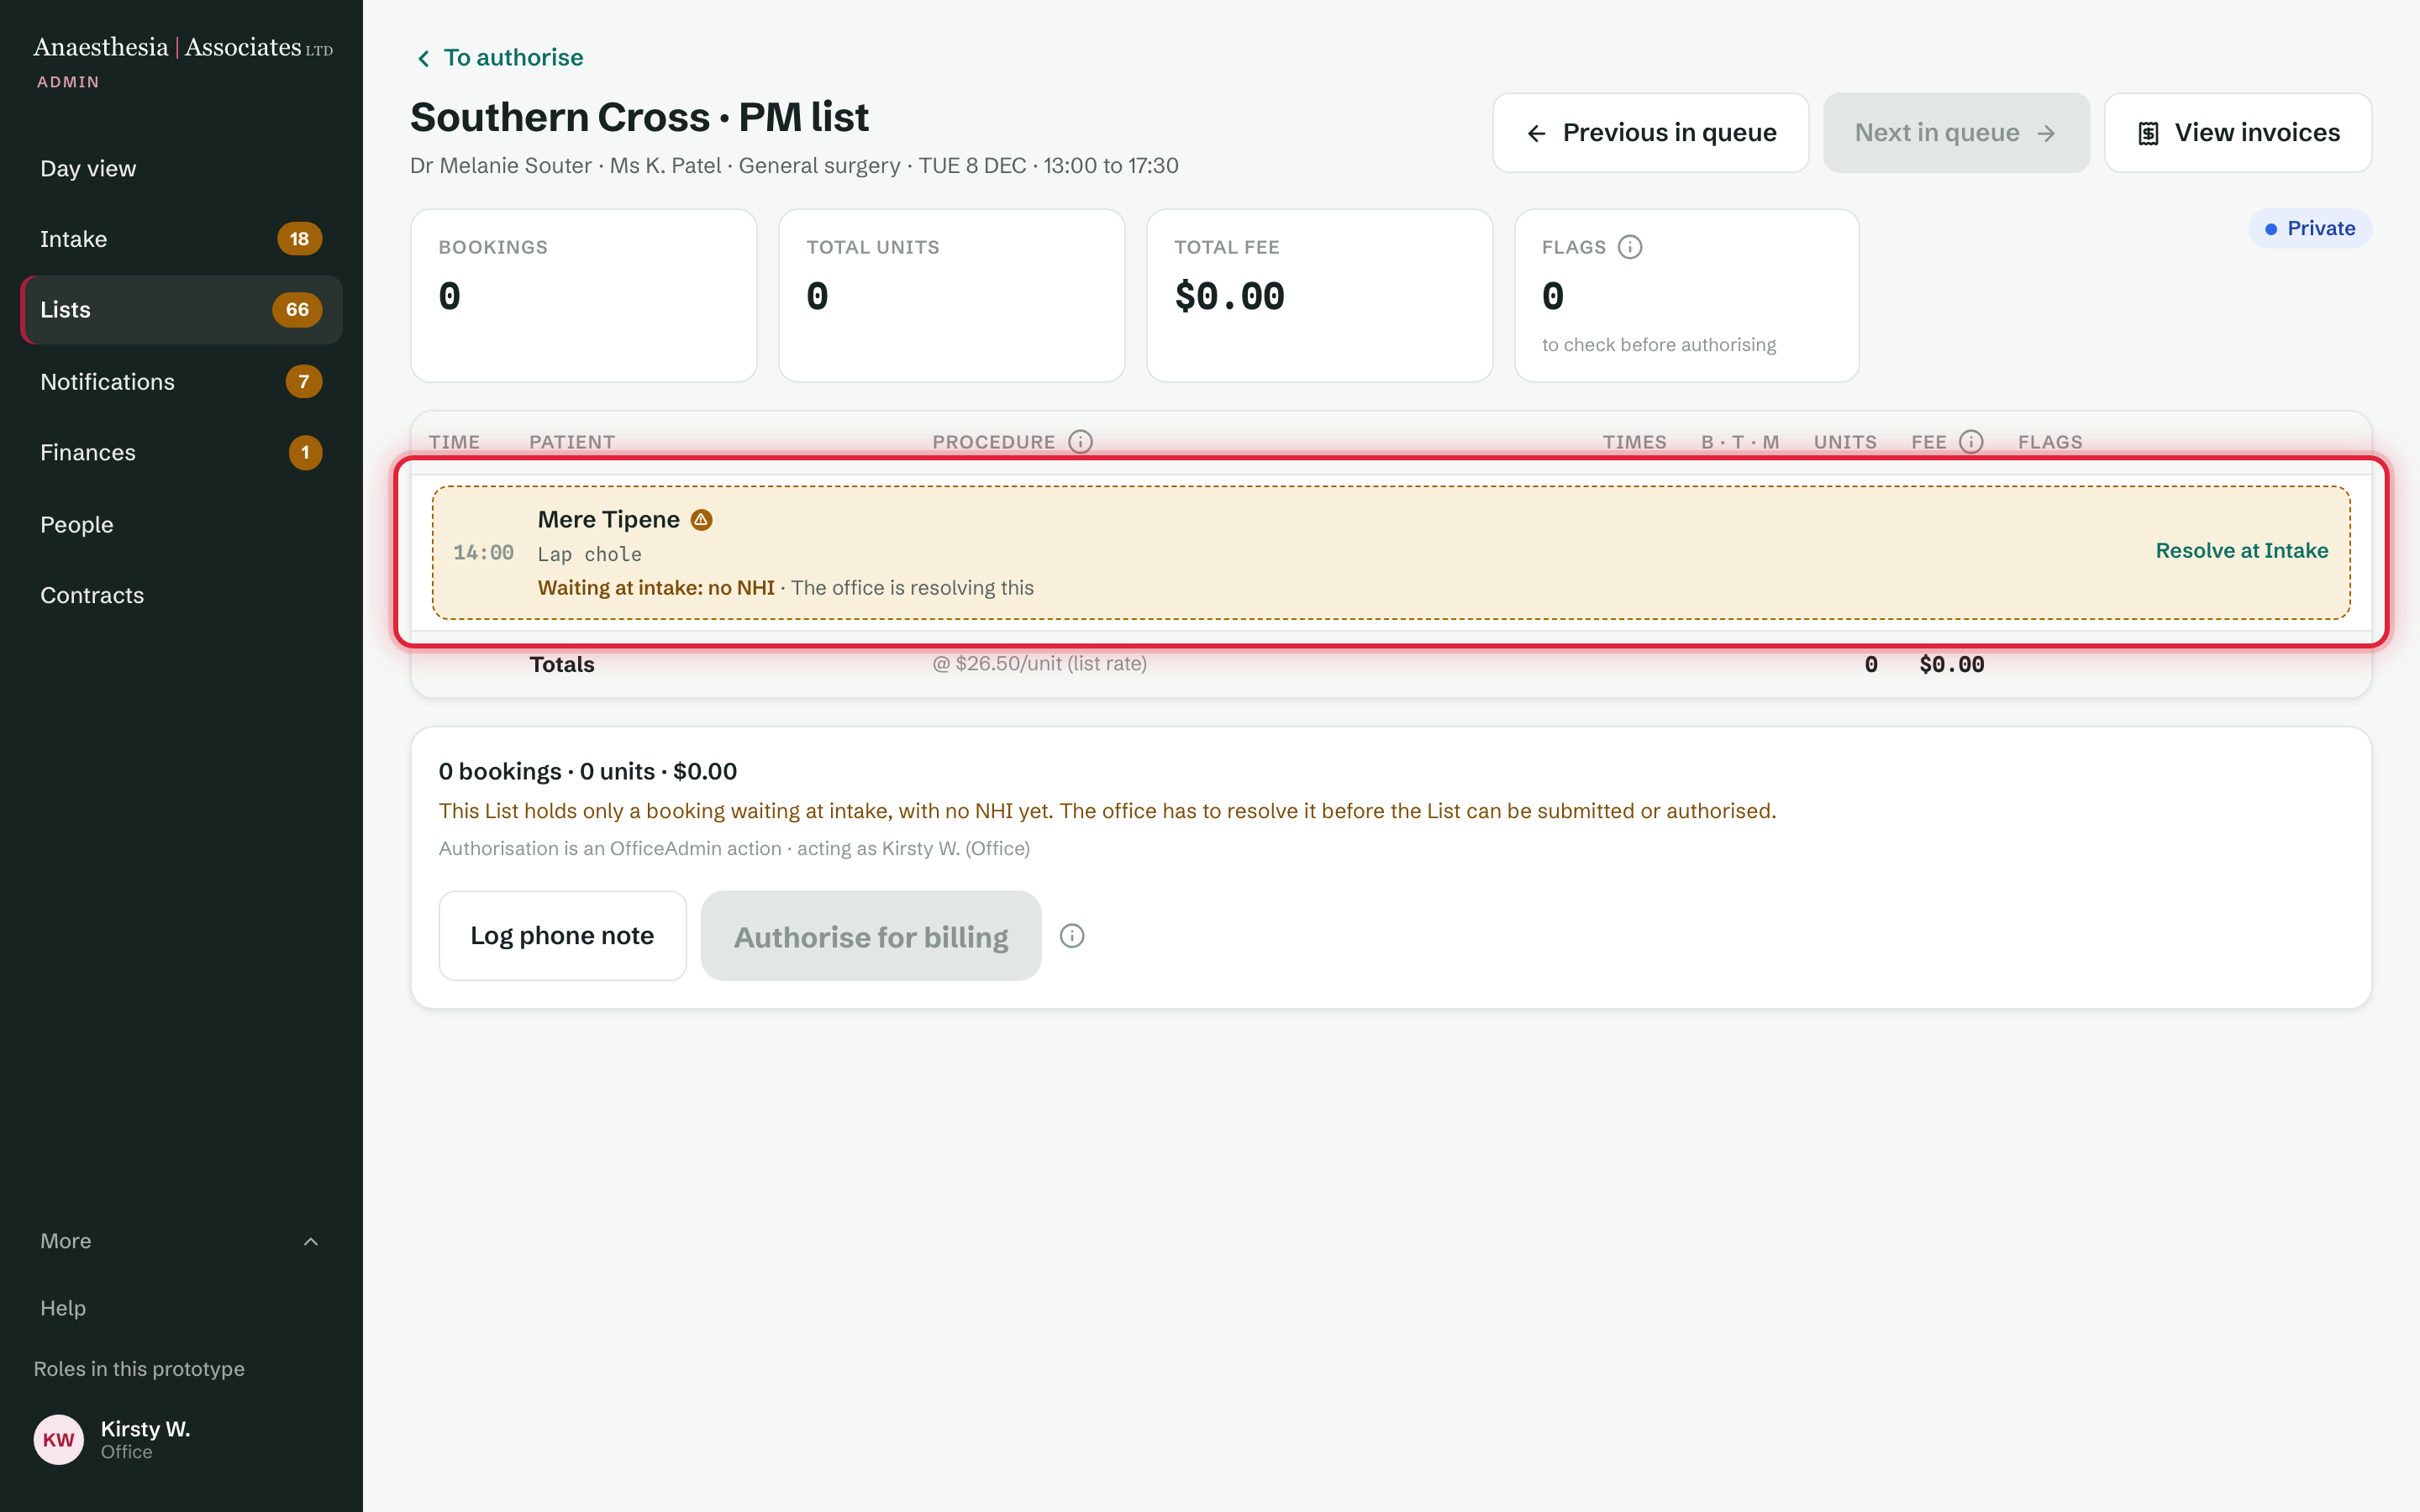 Anaesthesia | Associates LTD
ADMIN
Day view
Intake 18
Lists 66
Notifications 7
Finances 1
People
Contracts
More
Help
Roles in this prototype
KW Kirsty W.
Office
To authorise
Southern Cross · PM list
Dr Melanie Souter · Ms K. Patel · General surgery · TUE 8 DEC · 13:00 to 17:30
Previous in queue
Next in queue
View invoices
BOOKINGS
0
TOTAL UNITS
0
TOTAL FEE
$0.00
FLAGS
0
to check before authorising
Private
TIME PATIENT PROCEDURE TIMES B · T · M UNITS FEE FLAGS
14:00
Mere Tipene
Lap chole
Waiting at intake: no NHI · The office is resolving this
Resolve at Intake
Totals @ $26.50/unit (list rate) 0 $0.00
0 bookings · 0 units · $0.00
This List holds only a booking waiting at intake, with no NHI yet. The office has to resolve it before the List can be submitted or authorised.
Authorisation is an OfficeAdmin action · acting as Kirsty W. (Office)
Log phone note
Authorise for billing